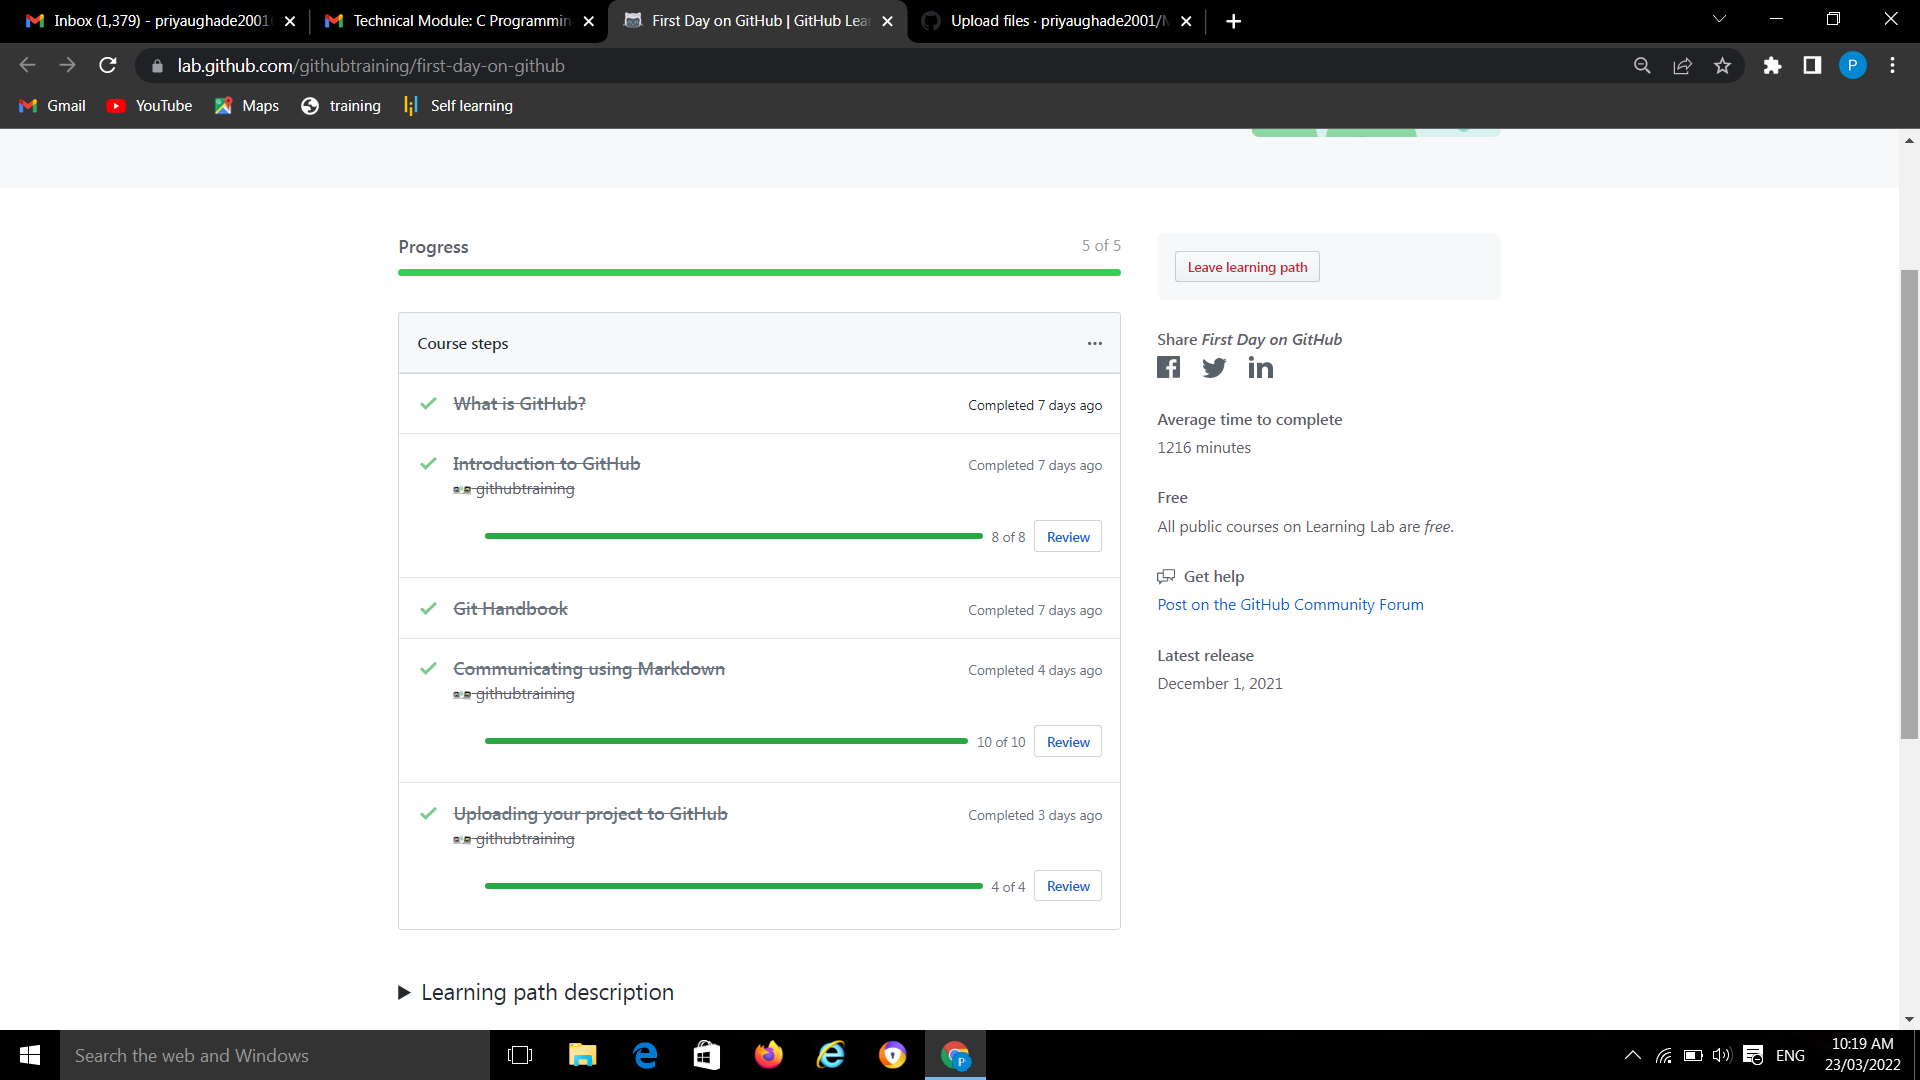 Inbox (1,379) - priyaughade2001
Technical Module: C Programmin
First Day on GitHub | GitHub Lea
Upload files · priyaughade2001/
lab.github.com/githubtraining/first-day-on-github
P
Gmail
YouTube
Maps
training
Self learning
Progress
5 of 5
Leave learning path
Course steps
What is GitHub?
Completed 7 days ago
Introduction to GitHub
Completed 7 days ago
githubtraining
8 of 8
Review
Git Handbook
Completed 7 days ago
Communicating using Markdown
Completed 4 days ago
githubtraining
10 of 10
Review
Uploading your project to GitHub
Completed 3 days ago
githubtraining
4 of 4
Review
Learning path description
Share First Day on GitHub
Average time to complete
1216 minutes
Free
All public courses on Learning Lab are free.
Get help
Post on the GitHub Community Forum
Latest release
December 1, 2021
Search the web and Windows
P
ENG
10:19 AM
23/03/2022